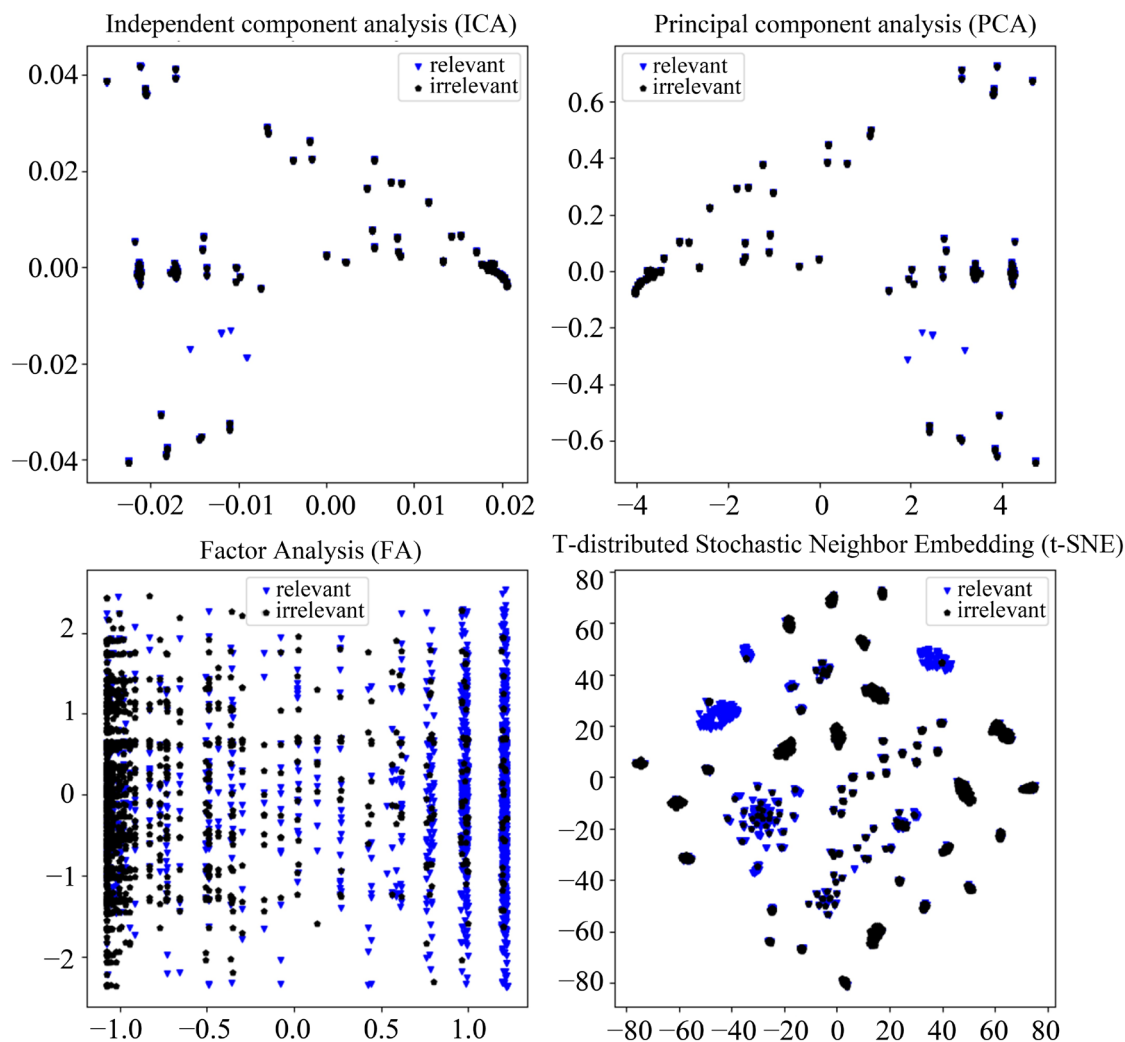 Independent component analysis (ICA)
relevant
irrelevant
0.04
0.02
0.00
−0.02
−0.04
−0.02 −0.01 0.00 0.01 0.02
Principal component analysis (PCA)
relevant
irrelevant
0.6
0.4
0.2
0.0
−0.2
−0.4
−0.6
−4 −2 0 2 4
Factor Analysis (FA)
relevant
irrelevant
2
1
0
−1
−2
−1.0 −0.5 0.0 0.5 1.0
T-distributed Stochastic Neighbor Embedding (t-SNE)
relevant
irrelevant
80
60
40
20
0
−20
−40
−60
−80
−80 −60 −40 −20 0 20 40 60 80